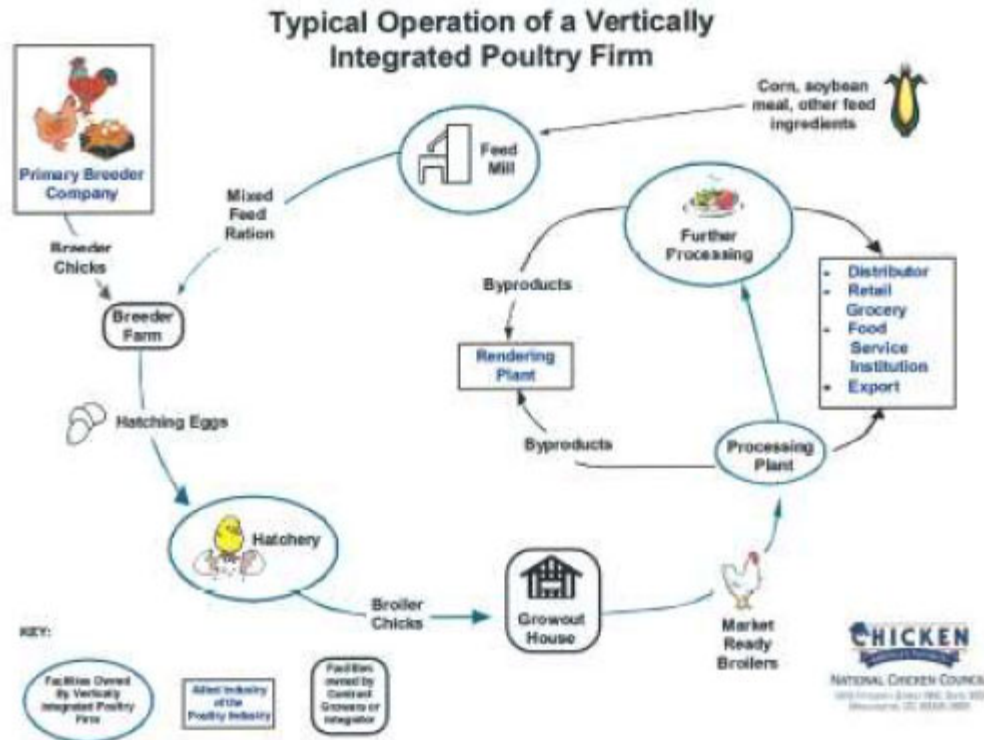 Typical Operation of a Vertically
Integrated Poultry Firm
Primary Breeder
Company
Breeder
Chicks
Breeder
Farm
Mixed
Feed
Ration
Feed
Mill
Corn, soybean
meal, other feed
ingredients
Further
Processing
Byproducts
Rendering
Plant
Byproducts
- Distributor
- Retail
Grocery
- Food
Service
Institution
• Export
Processing
Plant
Hatching Eggs
Hatchery
Broiler
Chicks
Growout
House
Market
Ready
Broilers
KEY:
Facilities Owned
By Vertically
Integrated Poultry
Firm
Allied Industry
of the
Poultry Industry
Facilities
owned by
Contract
Growers or
Integrator
CHICKEN
NATIONAL CHICKEN COUNCIL